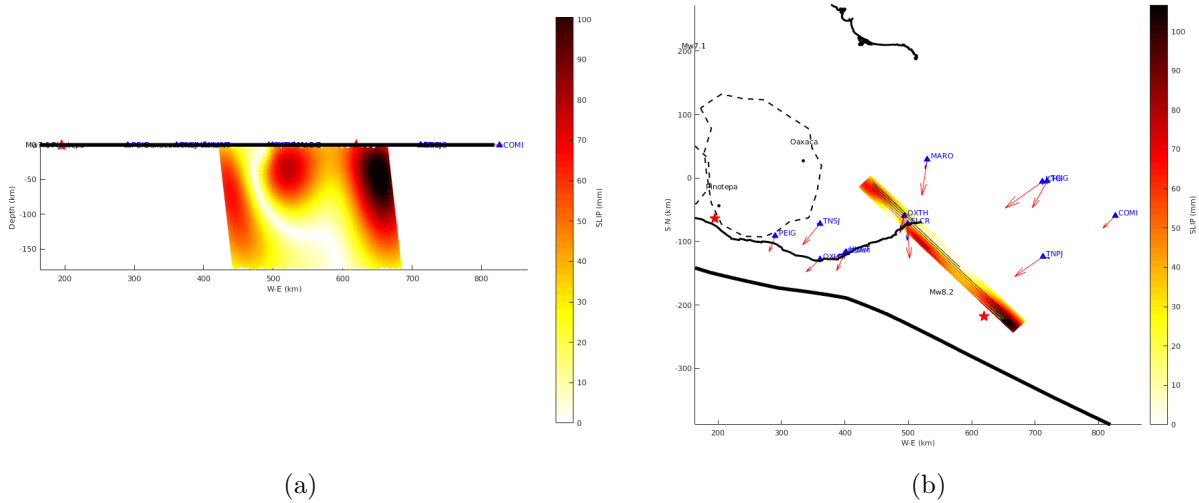 100
90
80
70
60
50
40
30
20
10
0
SLIP (mm)
0
-50
-100
-150
Depth (km)
PEIG
COMI
200
300
400
500
600
700
800
W-E (km)
(a)
Mw7.1
200
100
0
-100
-200
-300
S-N (km)
Oaxaca
Pinotepa
MARO
OXTH
TNSJ
PEIG
COMI
TNPJ
Mw8.2
200
300
400
500
600
700
800
W-E (km)
100
90
80
70
60
50
40
30
20
10
0
SLIP (mm)
(b)